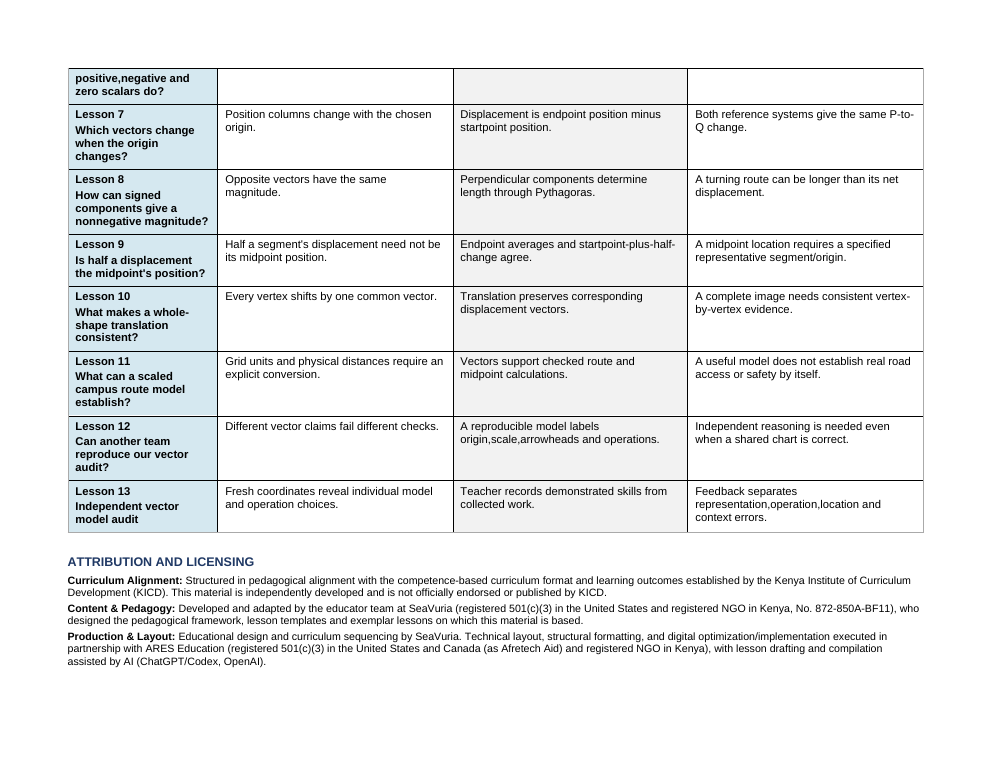 positive,negative and
zero scalars do?
Lesson 7
Which vectors change
when the origin
changes?
Position columns change with the chosen
origin.
Displacement is endpoint position minus
startpoint position.
Both reference systems give the same P-to-
Q change.
Lesson 8
How can signed
components give a
nonnegative magnitude?
Opposite vectors have the same
magnitude.
Perpendicular components determine
length through Pythagoras.
A turning route can be longer than its net
displacement.
Lesson 9
Is half a displacement
the midpoint's position?
Half a segment's displacement need not be
its midpoint position.
Endpoint averages and startpoint-plus-half-
change agree.
A midpoint location requires a specified
representative segment/origin.
Lesson 10
What makes a whole-
shape translation
consistent?
Every vertex shifts by one common vector.
Translation preserves corresponding
displacement vectors.
A complete image needs consistent vertex-
by-vertex evidence.
Lesson 11
What can a scaled
campus route model
establish?
Grid units and physical distances require an
explicit conversion.
Vectors support checked route and
midpoint calculations.
A useful model does not establish real road
access or safety by itself.
Lesson 12
Can another team
reproduce our vector
audit?
Different vector claims fail different checks.
A reproducible model labels
origin,scale,arrowheads and operations.
Independent reasoning is needed even
when a shared chart is correct.
Lesson 13
Independent vector
model audit
Fresh coordinates reveal individual model
and operation choices.
Teacher records demonstrated skills from
collected work.
Feedback separates
representation,operation,location and
context errors.
ATTRIBUTION AND LICENSING
Curriculum Alignment: Structured in pedagogical alignment with the competence-based curriculum format and learning outcomes established by the Kenya Institute of Curriculum
Development (KICD). This material is independently developed and is not officially endorsed or published by KICD.
Content & Pedagogy: Developed and adapted by the educator team at SeaVuria (registered 501(c)(3) in the United States and registered NGO in Kenya, No. 872-850A-BF11), who
designed the pedagogical framework, lesson templates and exemplar lessons on which this material is based.
Production & Layout: Educational design and curriculum sequencing by SeaVuria. Technical layout, structural formatting, and digital optimization/implementation executed in
partnership with ARES Education (registered 501(c)(3) in the United States and Canada (as Afretech Aid) and registered NGO in Kenya), with lesson drafting and compilation
assisted by AI (ChatGPT/Codex, OpenAI).